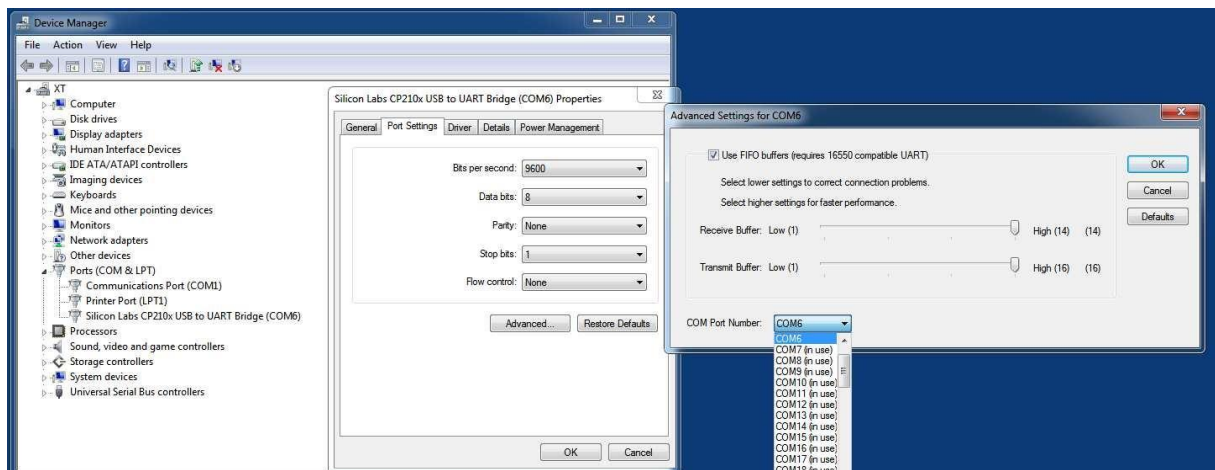 Device Manager
File Action View Help
XT
Computer
Disk drives
Display adapters
Human Interface Devices
IDE ATA/ATAPI controllers
Imaging devices
Keyboards
Mice and other pointing devices
Monitors
Network adapters
Other devices
Ports (COM & LPT)
Communications Port (COM1)
Printer Port (LPT1)
Silicon Labs CP210x USB to UART Bridge (COM6)
Processors
Sound, video and game controllers
Storage controllers
System devices
Universal Serial Bus controllers
Silicon Labs CP210x USB to UART Bridge (COM6) Properties
General Port Settings Driver Details Power Management
Bits per second: 9600
Data bits: 8
Parity: None
Stop bits: 1
Flow control: None
Advanced... Restore Defaults
OK Cancel
Advanced Settings for COM6
Use FIFO buffers (requires 16550 compatible UART)
OK
Select lower settings to correct connection problems.
Cancel
Select higher settings for faster performance.
Defaults
Receive Buffer: Low (1) High (14) (14)
Transmit Buffer: Low (1) High (16) (16)
COM Port Number: COM6
COM6
COM7 (in use)
COM8 (in use)
COM9 (in use)
COM10 (in use)
COM11 (in use)
COM12 (in use)
COM13 (in use)
COM14 (in use)
COM15 (in use)
COM16 (in use)
COM17 (in use)
COM18 (in use)